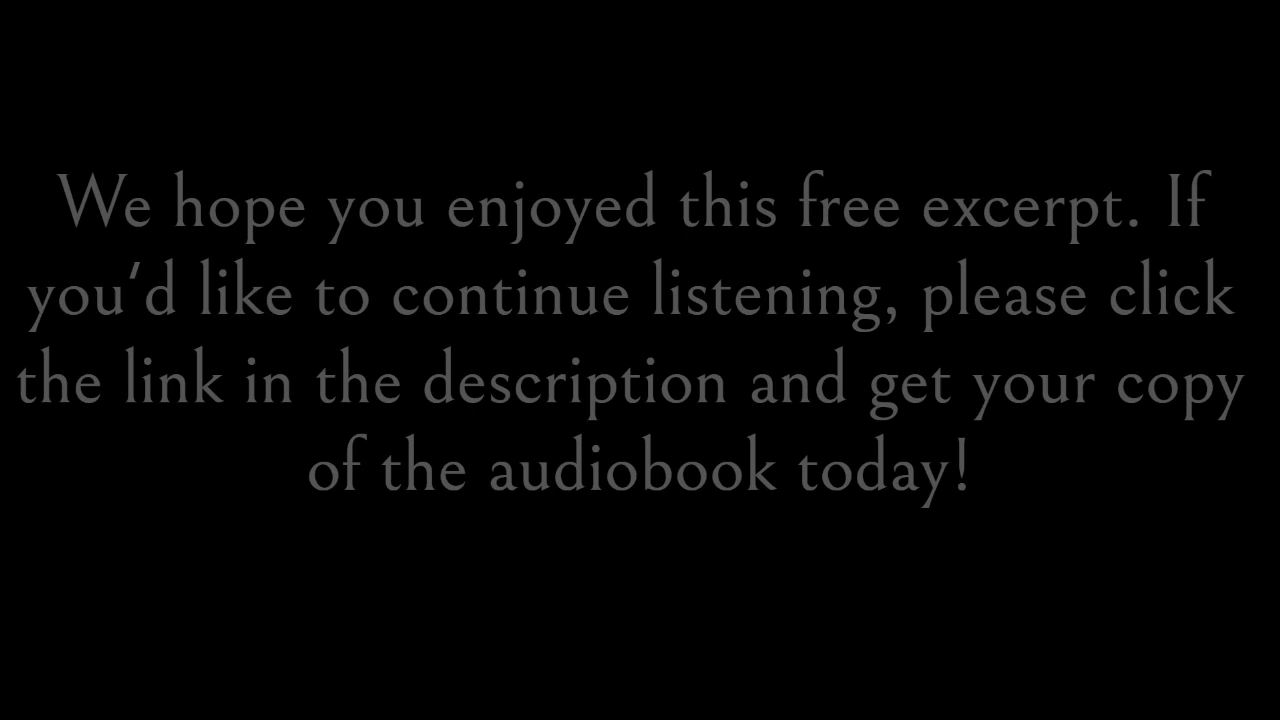 We hope you enjoyed this free excerpt. If
you'd like to continue listening, please click
the link in the description and get your copy
of the audiobook today!